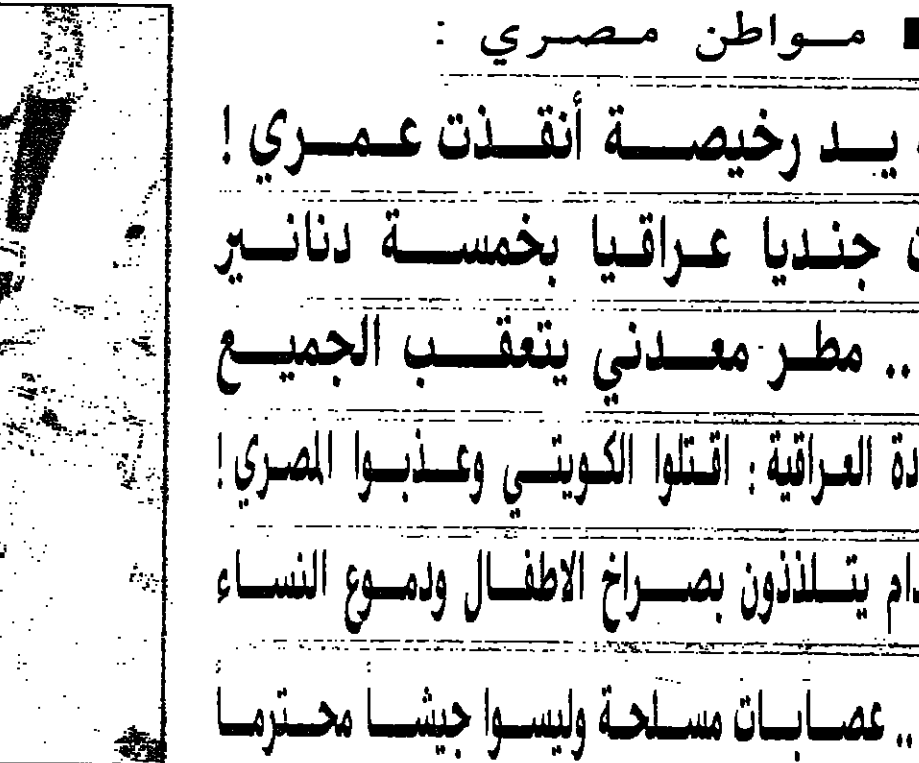 ■ مواطن مصري :
يد رخيصة أنقذت عمري !
جنديا عراقيا بخمسة دنانير
.. مطر معدني يتعقب الجميع
العراقية : اقتلوا الكويتي وعذبوا المصري !
يتلذذون بصراخ الاطفال ودموع النساء
.. عصابات مسلحة وليسوا جيشاً محترماً